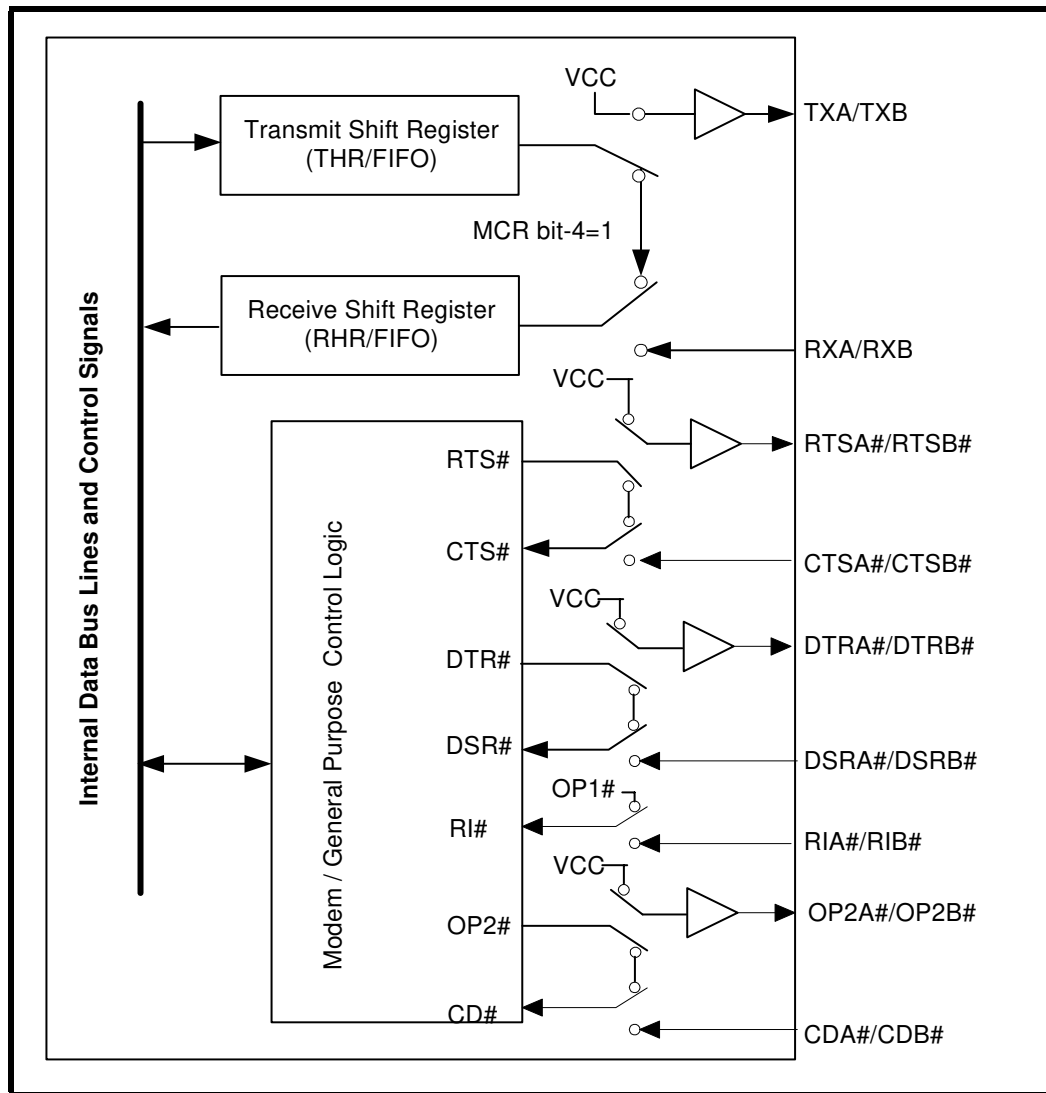 VCC
TXA/TXB
Transmit Shift Register
(THR/FIFO)
MCR bit-4=1
Receive Shift Register
(RHR/FIFO)
RXA/RXB
VCC
RTSA#/RTSB#
RTS#
CTS#
CTSA#/CTSB#
VCC
DTRA#/DTRB#
DTR#
DSR#
DSRA#/DSRB#
OP1#
RI#
RIA#/RIB#
VCC
OP2A#/OP2B#
OP2#
CD#
CDA#/CDB#
Internal Data Bus Lines and Control Signals
Modem / General Purpose Control Logic